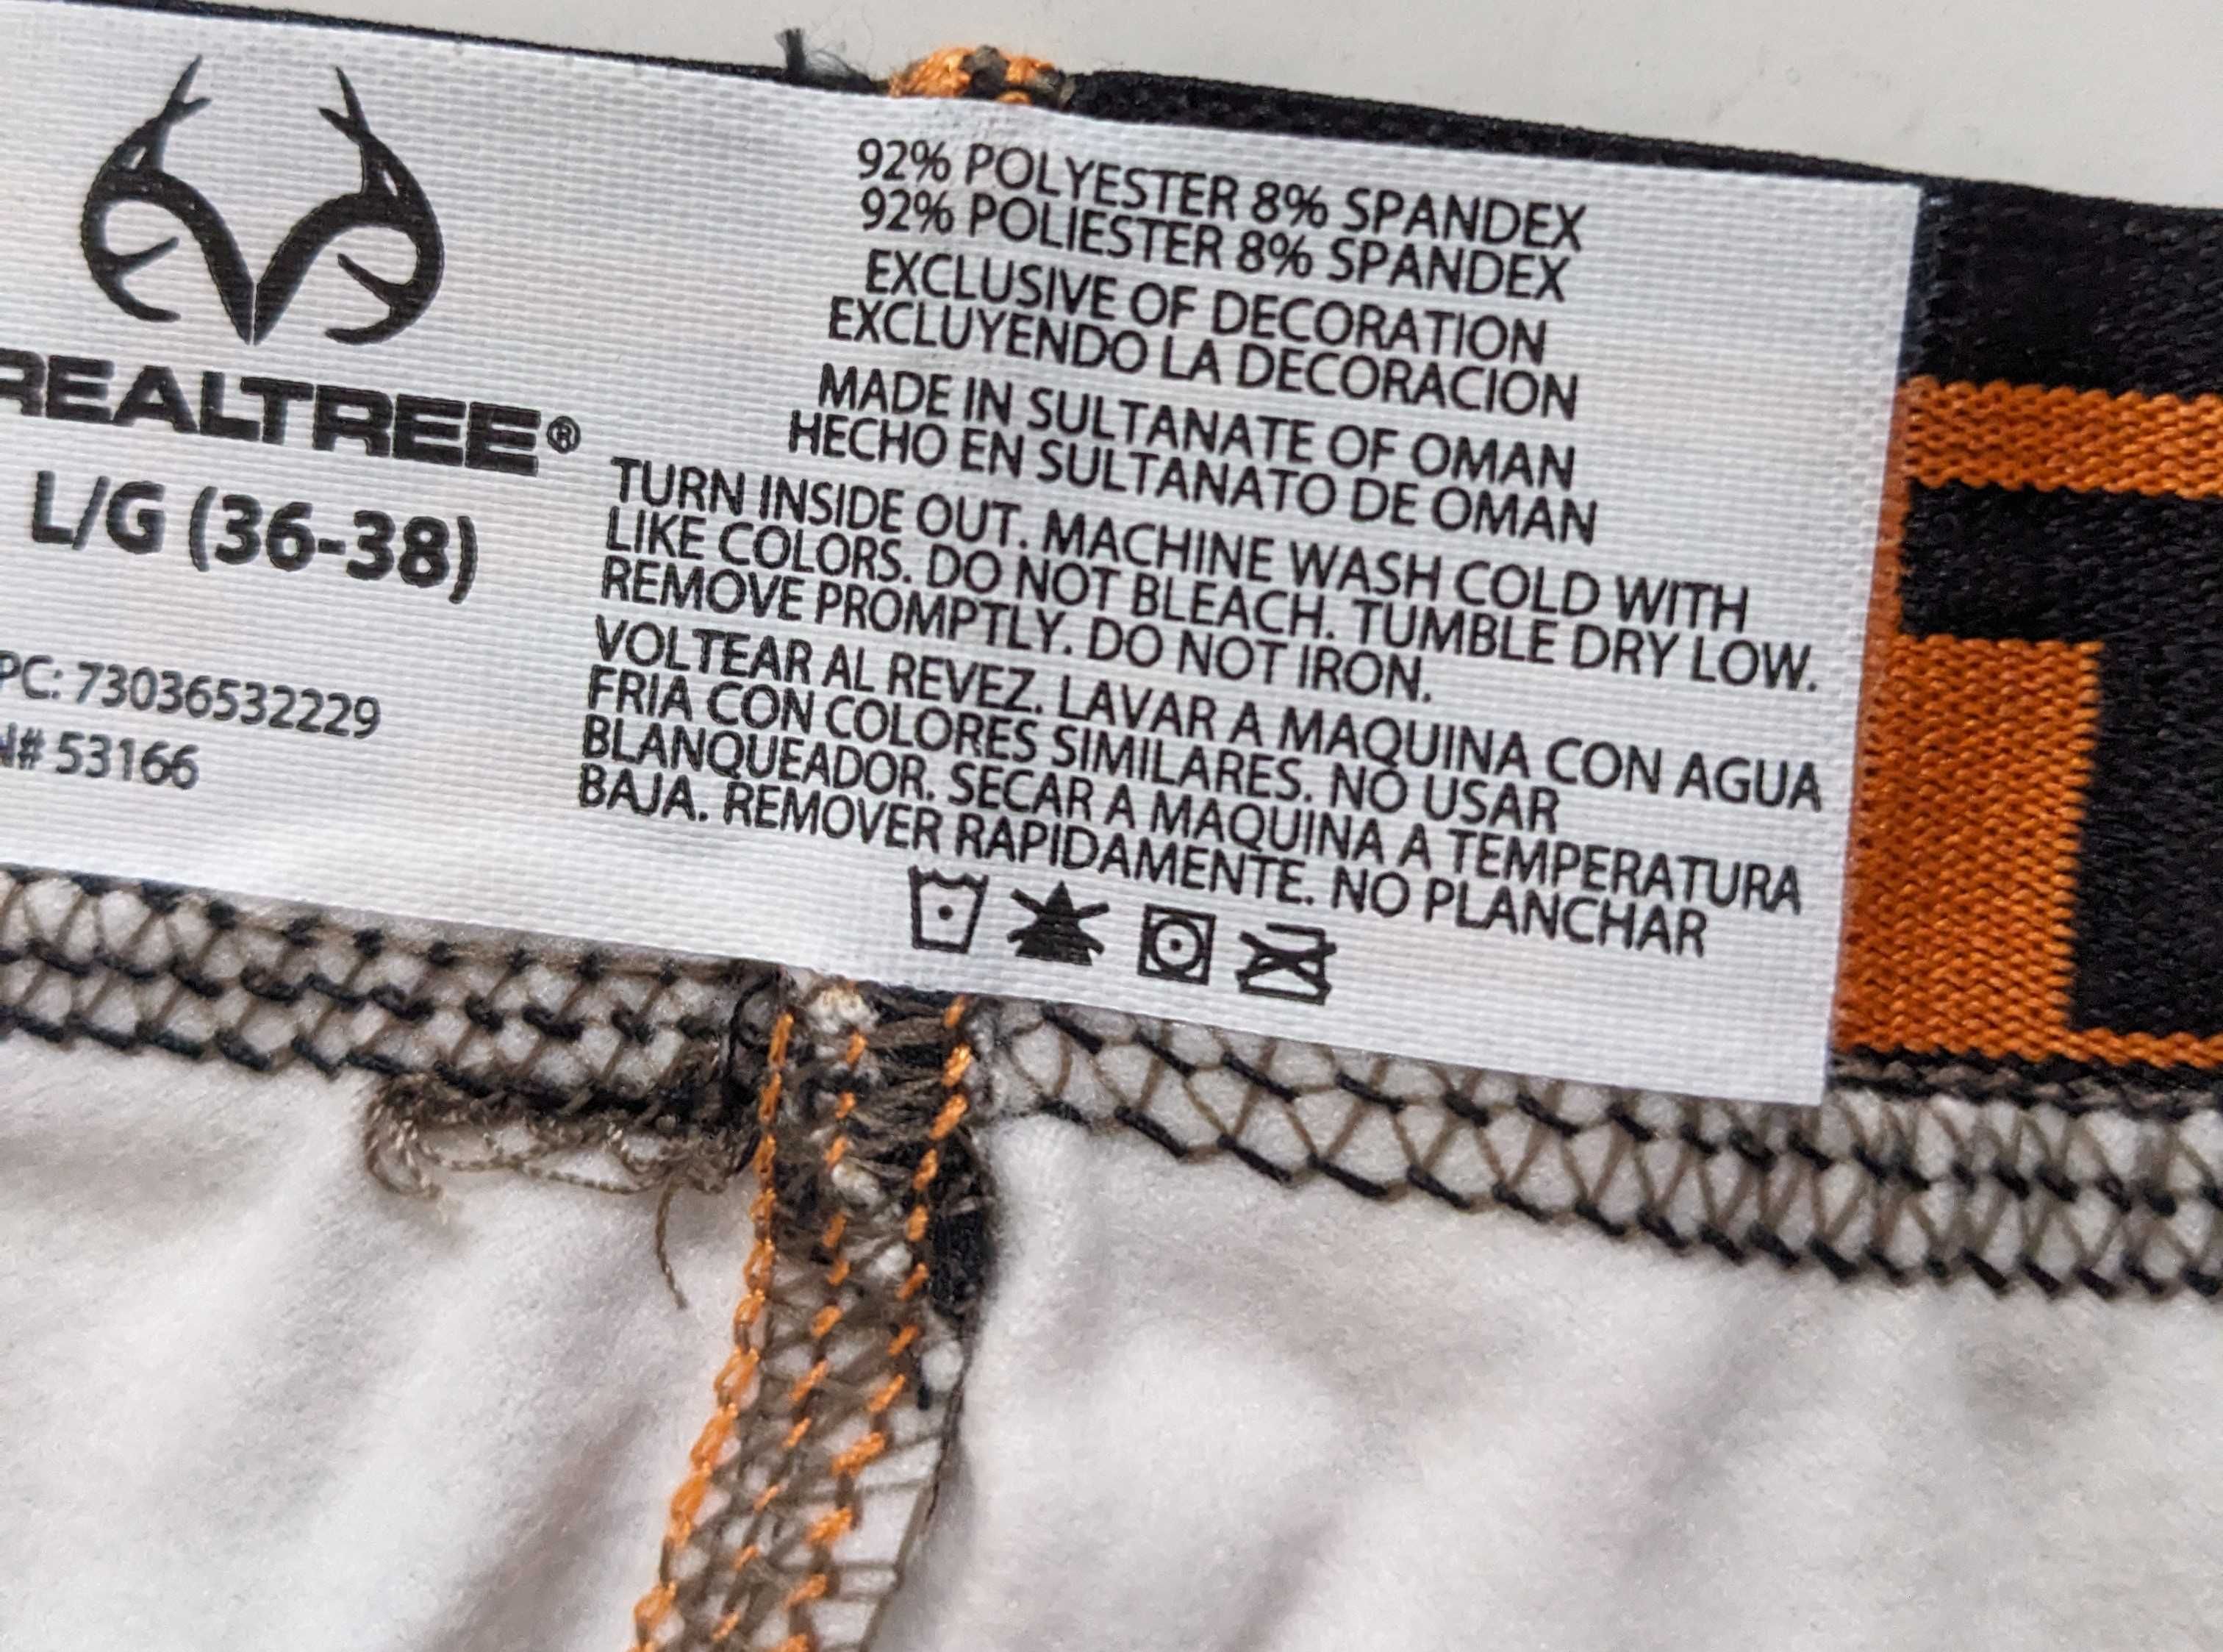 REALTREE®
L/G (36-38)
PC: 73036532229
N# 53166
92% POLYESTER 8% SPANDEX
92% POLIESTER 8% SPANDEX
EXCLUSIVE OF DECORATION
EXCLUYENDO LA DECORACION
MADE IN SULTANATE OF OMAN
HECHO EN SULTANATO DE OMAN
TURN INSIDE OUT. MACHINE WASH COLD WITH
LIKE COLORS. DO NOT BLEACH. TUMBLE DRY LOW.
REMOVE PROMPTLY. DO NOT IRON.
VOLTEAR AL REVEZ. LAVAR A MAQUINA CON AGUA
FRIA CON COLORES SIMILARES. NO USAR
BLANQUEADOR. SECAR A MAQUINA A TEMPERATURA
BAJA. REMOVER RAPIDAMENTE. NO PLANCHAR